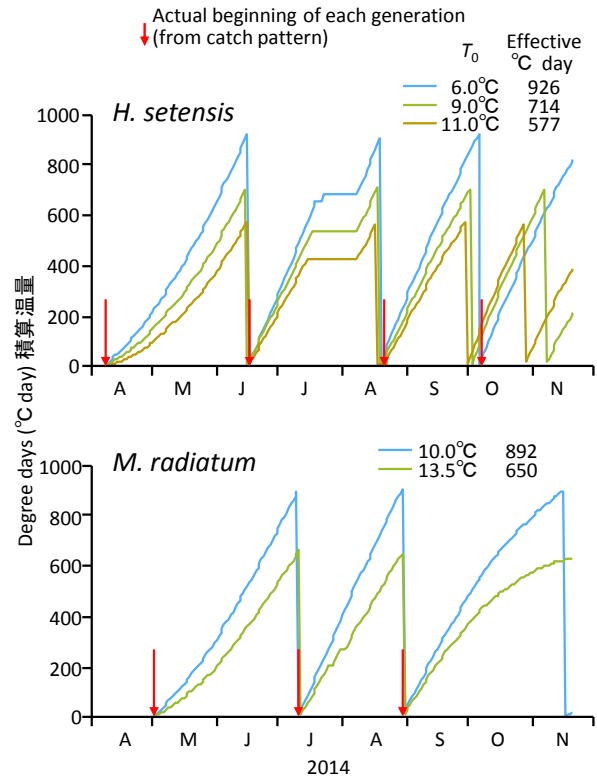 Actual beginning of each generation
(from catch pattern)
T0 Effective
℃ day
6.0℃ 926
9.0℃ 714
11.0℃ 577
H. setensis
1000
800
600
400
200
0
A M J J A S O N
Degree days (℃ day) 積算温量
10.0℃ 892
13.5℃ 650
M. radiatum
1000
800
600
400
200
0
A M J J A S O N
2014